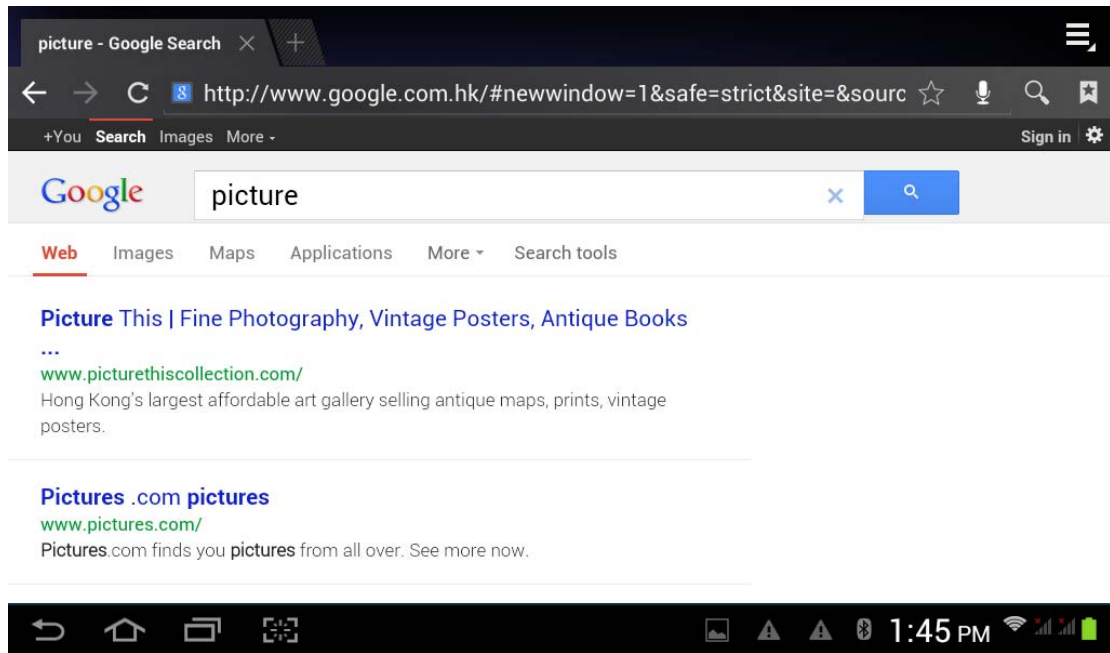 picture - Google Search
http://www.google.com.hk/#newwindow=1&safe=strict&site=&sourc
+You Search Images More
Sign in
Google picture
Web Images Maps Applications More Search tools
Picture This | Fine Photography, Vintage Posters, Antique Books
...
www.picturethiscollection.com/
Hong Kong's largest affordable art gallery selling antique maps, prints, vintage
posters.
Pictures .com pictures
www.pictures.com/
Pictures.com finds you pictures from all over. See more now.
1:45 PM